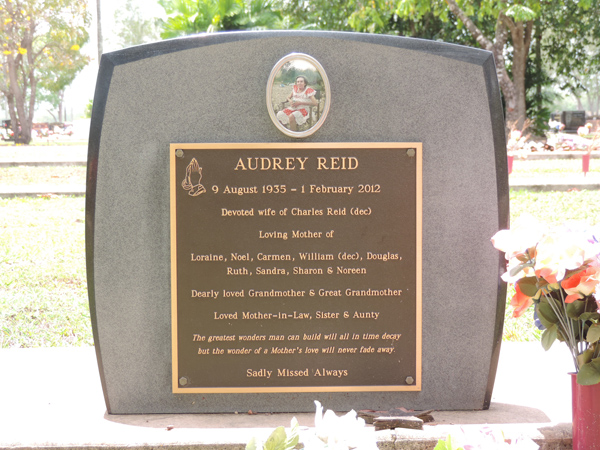 AUDREY REID
9 August 1935 – 1 February 2012
Devoted wife of Charles Reid (dec)
Loving Mother of
Loraine, Noel, Carmen, William (dec), Douglas,
Ruth, Sandra, Sharon & Noreen
Dearly loved Grandmother & Great Grandmother
Loved Mother-in-Law, Sister & Aunty
The greatest wonders man can build will all in time decay
but the wonder of a Mother's love will never fade away.
Sadly Missed Always